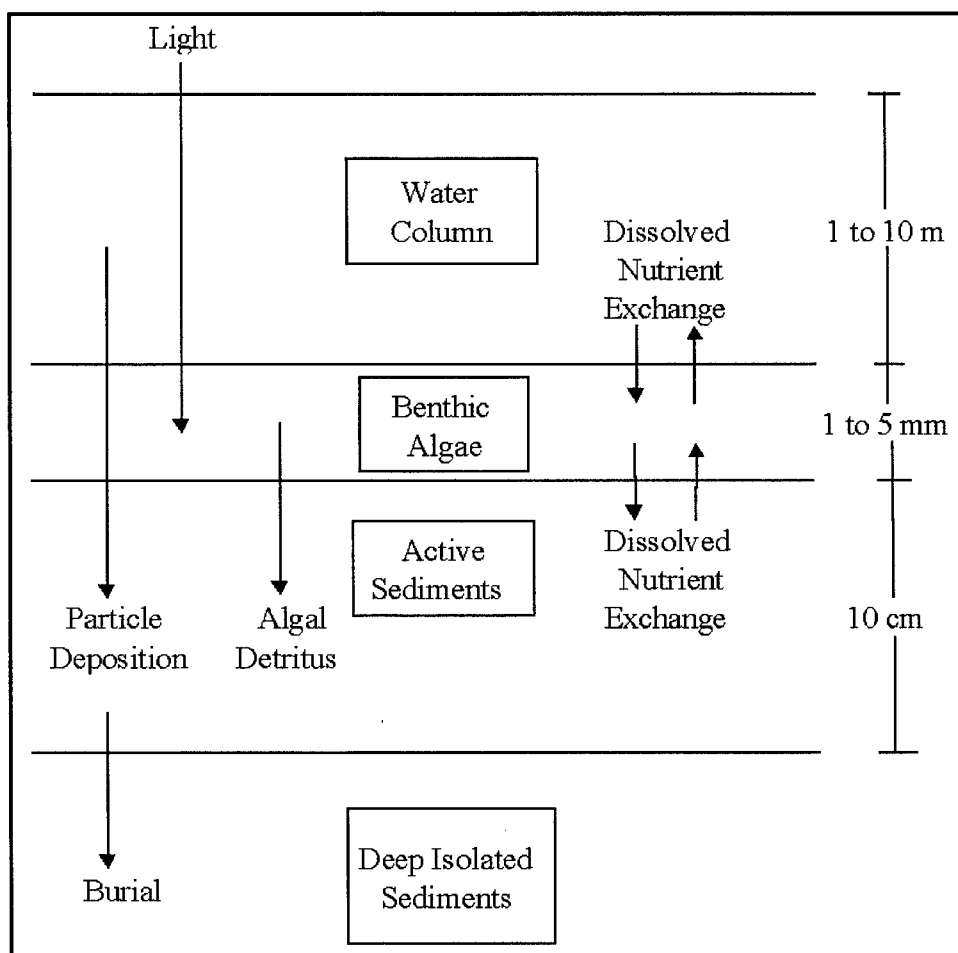 Light
Water
Column
Dissolved
Nutrient
Exchange
1 to 10 m
Benthic
Algae
1 to 5 mm
Active
Sediments
Dissolved
Nutrient
Exchange
Particle
Deposition
Algal
Detritus
10 cm
Burial
Deep Isolated
Sediments